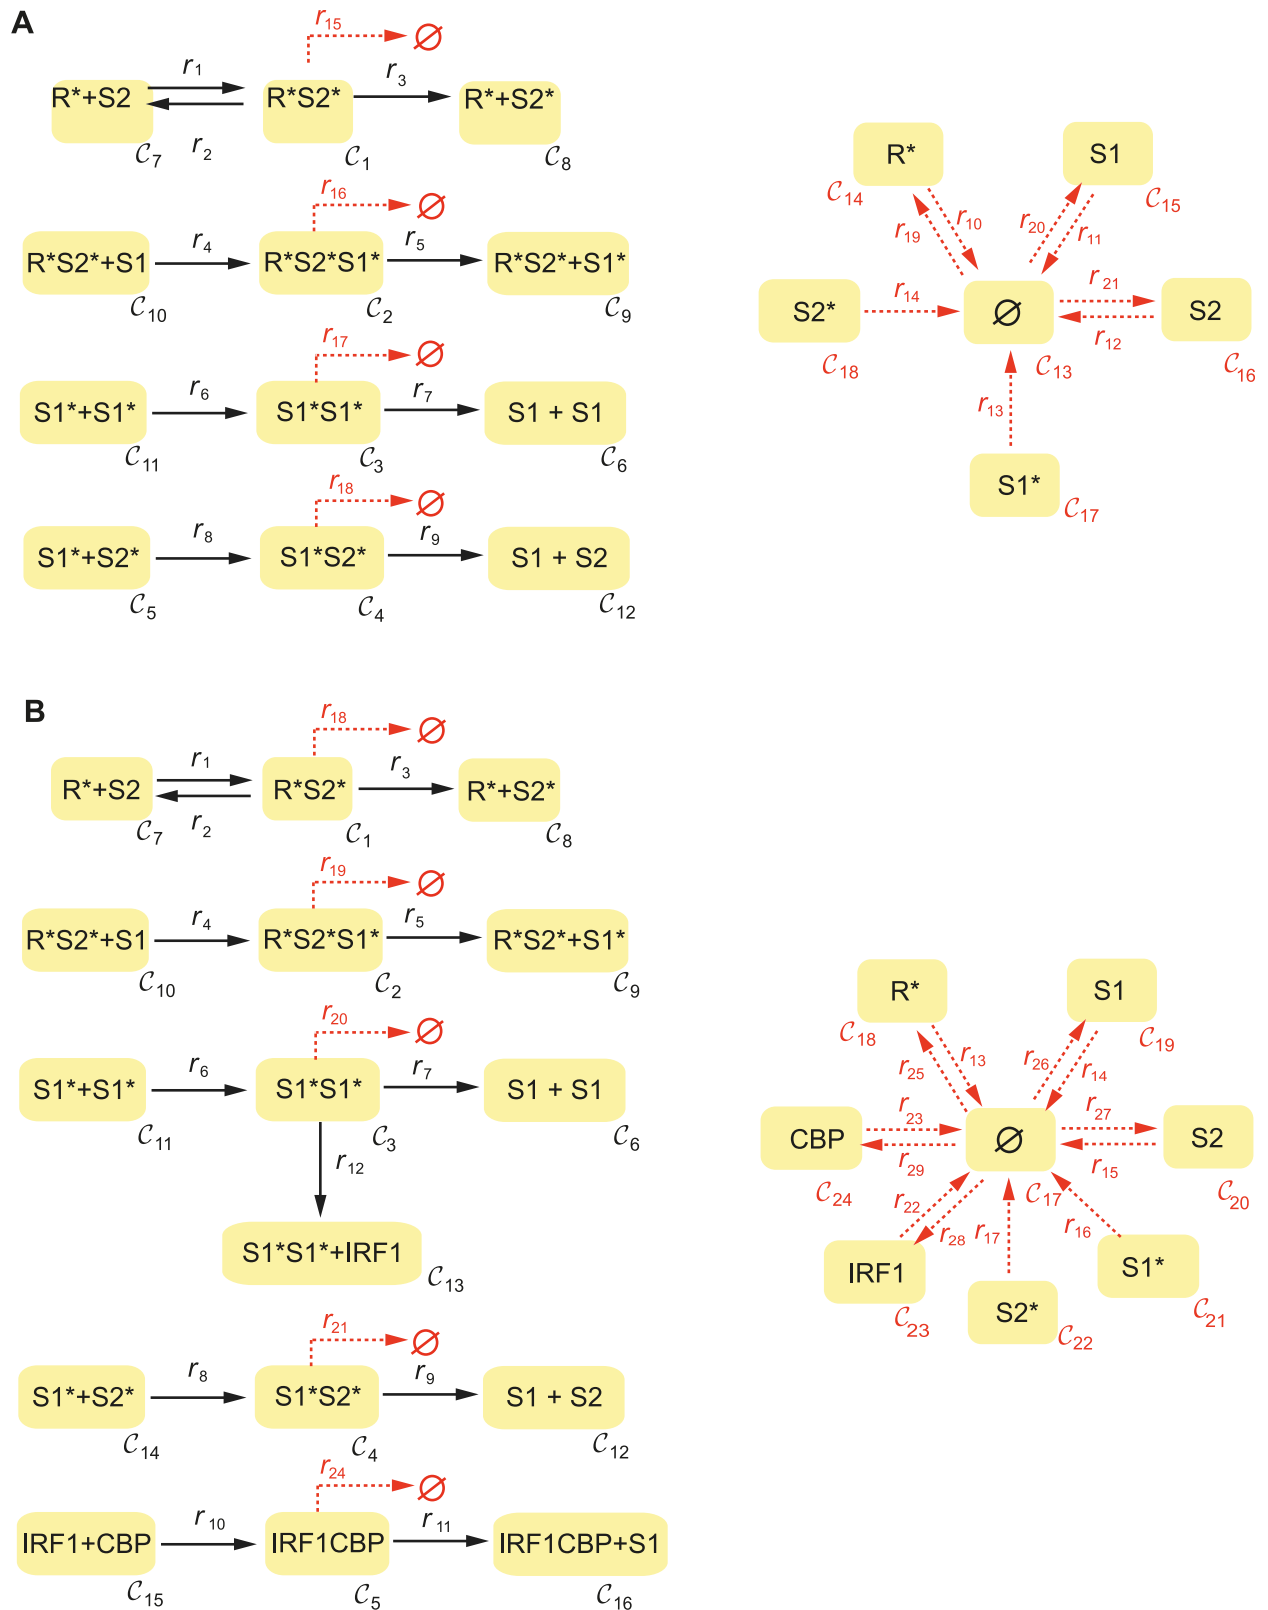 A
r15 Ø
R*+S2 r1 R*S2* r3 R*+S2*
C7 r2 C1 C8
r16 Ø
R*S2*+S1 r4 R*S2*S1* r5 R*S2*+S1*
C10 C2 C9
r17 Ø
S1*+S1* r6 S1*S1* r7 S1 + S1
C11 C3 C6
r18 Ø
S1*+S2* r8 S1*S2* r9 S1 + S2
C5 C4 C12
R* S1
C14 C15
r19 r10 r20 r11
S2* r14 Ø r21 r12 S2
C18 C13 C16
r13
S1*
C17
B
r18 Ø
R*+S2 r1 R*S2* r3 R*+S2*
C7 r2 C1 C8
r19 Ø
R*S2*+S1 r4 R*S2*S1* r5 R*S2*+S1*
C10 C2 C9
r20 Ø
S1*+S1* r6 S1*S1* r7 S1 + S1
C11 C3 C6
r12
S1*S1*+IRF1
C13
r21 Ø
S1*+S2* r8 S1*S2* r9 S1 + S2
C14 C4 C12
r24 Ø
IRF1+CBP r10 IRF1CBP r11 IRF1CBP+S1
C15 C5 C16
R* S1
C18 C19
r25 r13 r26 r14
CBP r23 r29 Ø r27 r15 S2
C24 C17 C20
r22 r28 r17 r16
IRF1 S2* S1*
C23 C22 C21